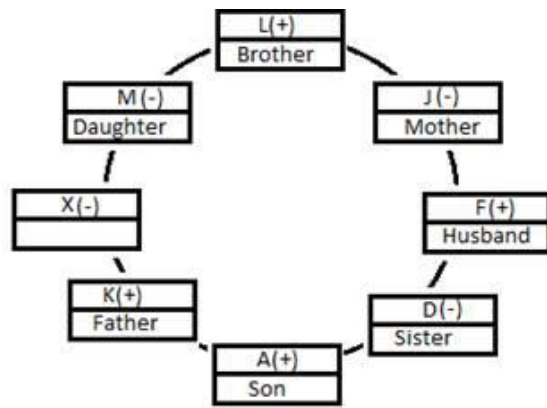 L(+)
Brother
M(-)
Daughter
J(-)
Mother
X(-)
F(+)
Husband
K(+)
Father
D(-)
Sister
A(+)
Son